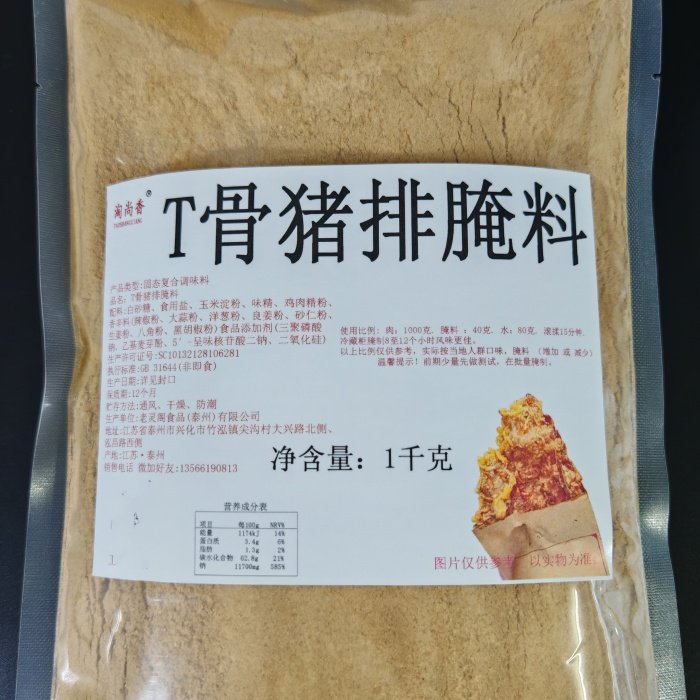 淘尚香®
TAOSHANGXIANG
T骨猪排腌料
产品类型:固态复合调味料
品名:T骨猪排腌料
配料:白砂糖、食用盐、玉米淀粉、味精、鸡肉精粉、
香辛料(辣椒粉、大蒜粉、洋葱粉、良姜粉、砂仁粉、
生姜粉、八角粉、黑胡椒粉)食品添加剂(三聚磷酸
钠、乙基麦芽酚、5′-呈味核苷酸二钠、二氧化硅)
生产许可证号:SC10132128106281
执行标准:GB 31644(非即食)
生产日期:详见封口
保质期:12个月
贮存方法:通风、干燥、防潮
生产单位:老灵阁食品(泰州)有限公司
地址:江苏省泰州市兴化市竹泓镇尖沟村大兴路北侧、
泓昌路西侧
产地:江苏·泰州
销售电话 微加好友:13566190813
使用比例: 肉:1000克. 腌料 :40克. 水:80克. 滚揉15分钟.
冷藏柜腌制8至12个小时风味更佳.
以上比例仅供参考, 实际按当地人群口味, 腌料 (增加 或 减少)
温馨提示!前期少量先做测试,在批量腌制.
净含量:1千克
营养成分表
项目 每100g NRV%
能量 1174kJ 14%
蛋白质 3.4g 6%
脂肪 1.3g 2%
碳水化合物 62.8g 21%
钠 11700mg 585%
图片仅供参考 以实物为准